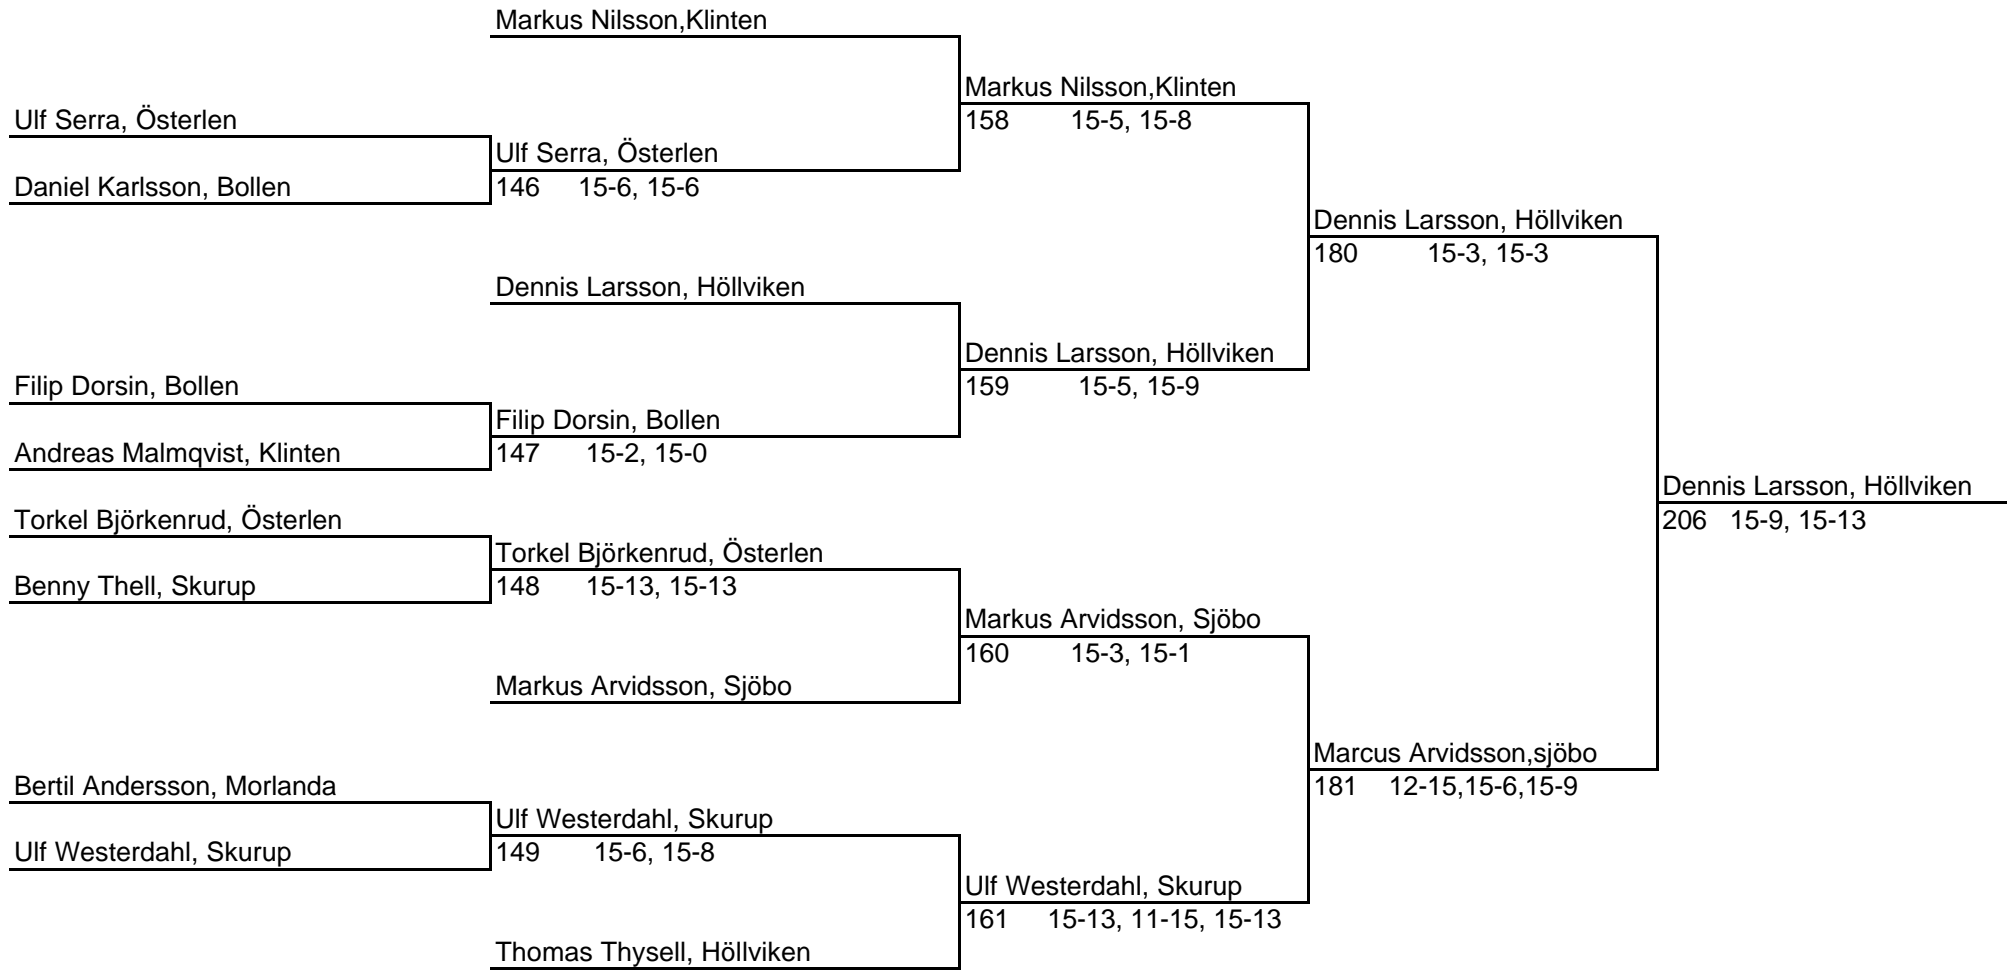 Markus Nilsson,Klinten
Markus Nilsson,Klinten
Ulf Serra, Österlen
158 15-5, 15-8
Ulf Serra, Österlen
Daniel Karlsson, Bollen
146 15-6, 15-6
Dennis Larsson, Höllviken
180 15-3, 15-3
Dennis Larsson, Höllviken
Dennis Larsson, Höllviken
Filip Dorsin, Bollen
159 15-5, 15-9
Filip Dorsin, Bollen
Andreas Malmqvist, Klinten
147 15-2, 15-0
Dennis Larsson, Höllviken
Torkel Björkenrud, Österlen
206 15-9, 15-13
Torkel Björkenrud, Österlen
Benny Thell, Skurup
148 15-13, 15-13
Markus Arvidsson, Sjöbo
160 15-3, 15-1
Markus Arvidsson, Sjöbo
Marcus Arvidsson,sjöbo
Bertil Andersson, Morlanda
181 12-15,15-6,15-9
Ulf Westerdahl, Skurup
Ulf Westerdahl, Skurup
149 15-6, 15-8
Ulf Westerdahl, Skurup
161 15-13, 11-15, 15-13
Thomas Thysell, Höllviken